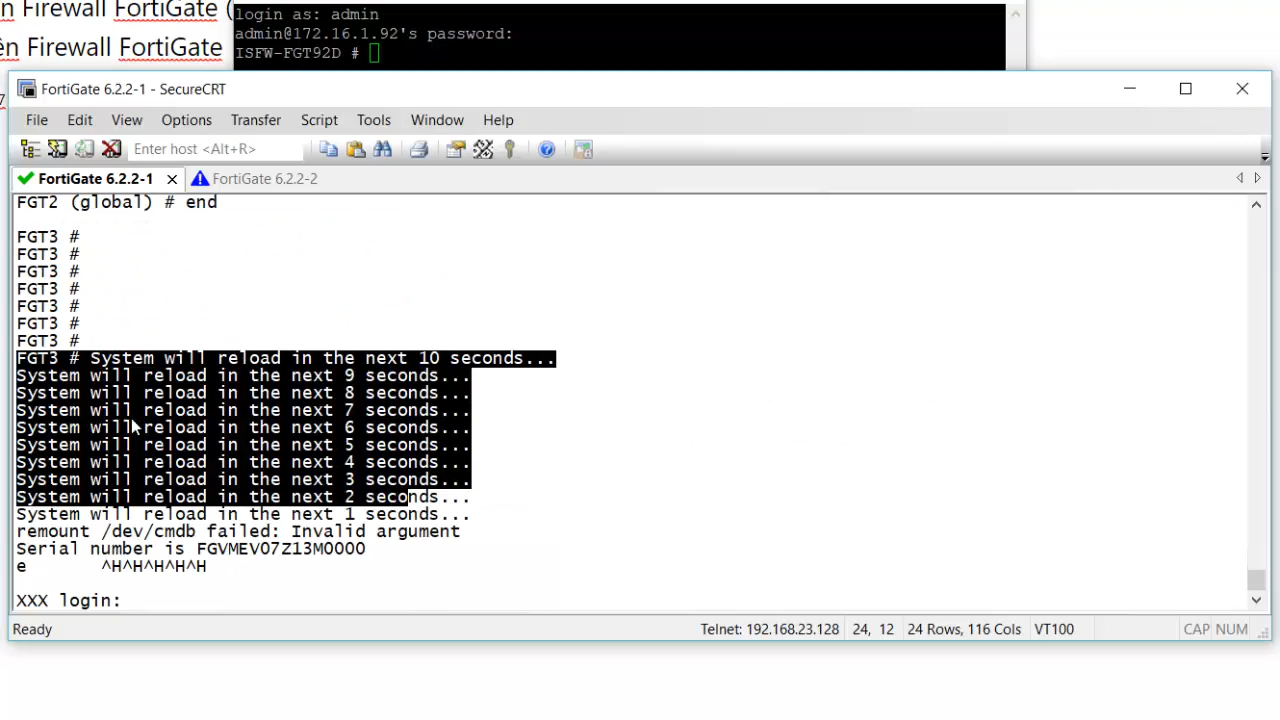 n Firewall FortiGate (
ên Firewall FortiGate
7
login as: admin
admin@172.16.1.92's password:
ISFW-FGT92D #
FortiGate 6.2.2-1 - SecureCRT
File Edit View Options Transfer Script Tools Window Help
Enter host <Alt+R>
FortiGate 6.2.2-1 FortiGate 6.2.2-2
FGT2 (global) # end
FGT3 #
FGT3 #
FGT3 #
FGT3 #
FGT3 #
FGT3 #
FGT3 #
FGT3 # System will reload in the next 10 seconds...
System will reload in the next 9 seconds...
System will reload in the next 8 seconds...
System will reload in the next 7 seconds...
System will reload in the next 6 seconds...
System will reload in the next 5 seconds...
System will reload in the next 4 seconds...
System will reload in the next 3 seconds...
System will reload in the next 2 seconds...
System will reload in the next 1 seconds...
remount /dev/cmdb failed: Invalid argument
Serial number is FGVMEV07Z13M0000
e ^H^H^H^H^H
XXX login:
Ready Telnet: 192.168.23.128 24, 12 24 Rows, 116 Cols VT100 CAP NUM